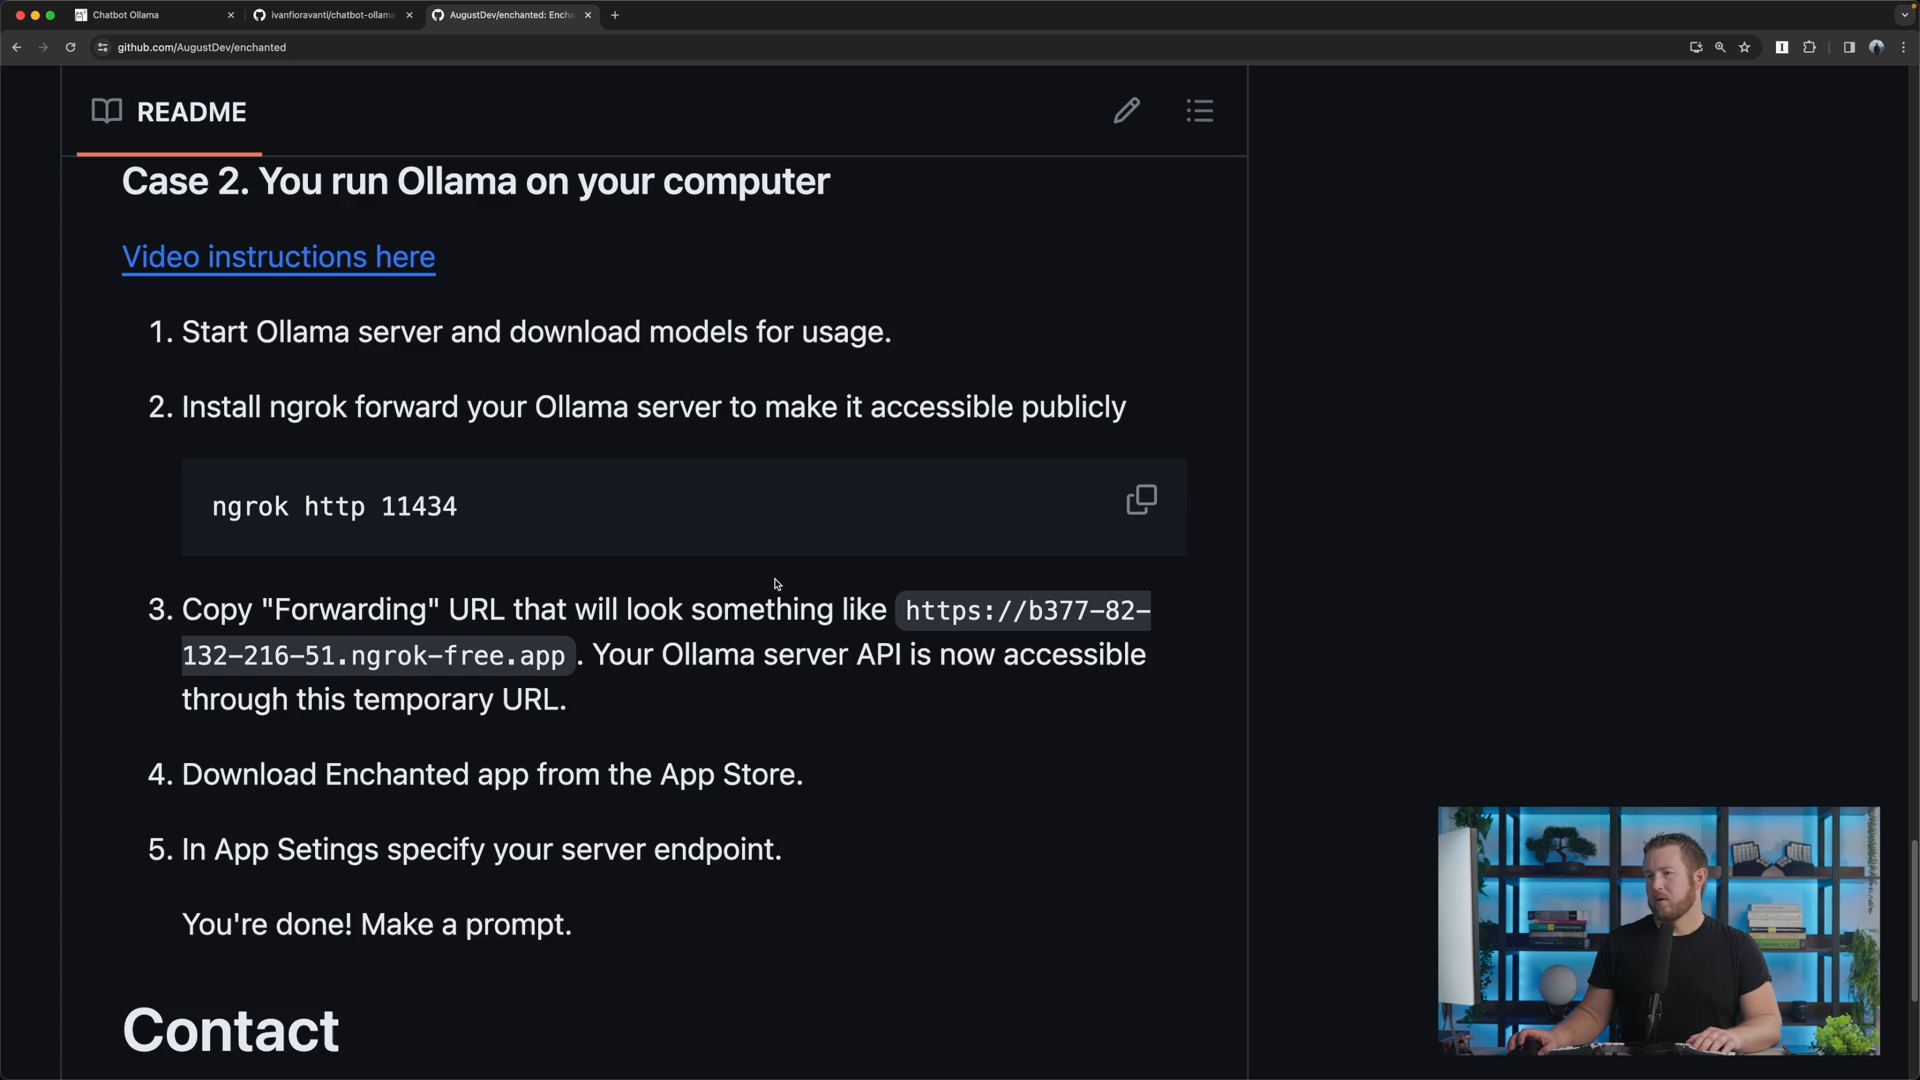 Chatbot Ollama
ivanfioravanti/chatbot-ollama
AugustDev/enchanted: Encha
github.com/AugustDev/enchanted
README
Case 2. You run Ollama on your computer
Video instructions here
1. Start Ollama server and download models for usage.
2. Install ngrok forward your Ollama server to make it accessible publicly
ngrok http 11434
3. Copy "Forwarding" URL that will look something like https://b377-82-
132-216-51.ngrok-free.app. Your Ollama server API is now accessible
through this temporary URL.
4. Download Enchanted app from the App Store.
5. In App Setings specify your server endpoint.
You're done! Make a prompt.
Contact